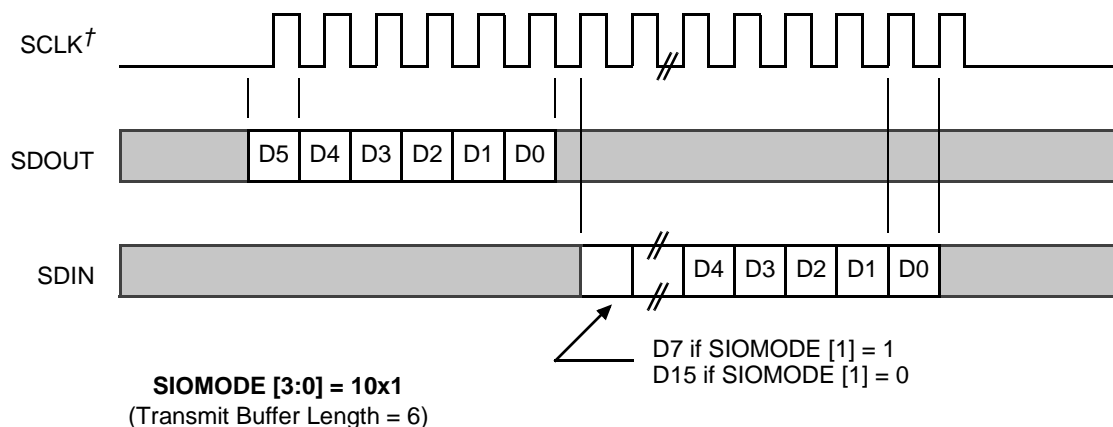 SCLK†
SDOUT D5 D4 D3 D2 D1 D0
SDIN D4 D3 D2 D1 D0
D7 if SIOMODE [1] = 1
D15 if SIOMODE [1] = 0
SIOMODE [3:0] = 10x1
(Transmit Buffer Length = 6)